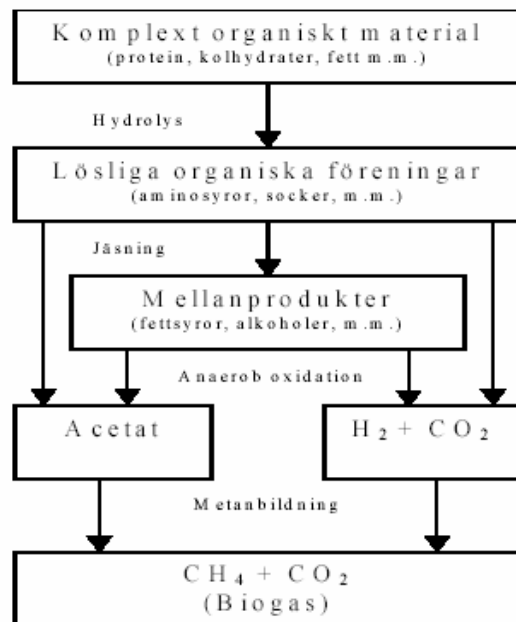 Komplext organiskt material
(protein, kolhydrater, fett m.m.)
Hydrolys
Lösliga organiska föreningar
(aminosyror, socker, m.m.)
Jäsning
Mellanprodukter
(fettsyror, alkoholer, m.m.)
Anaerob oxidation
Acetat
H₂ + CO₂
Metanbildning
CH₄ + CO₂
(Biogas)